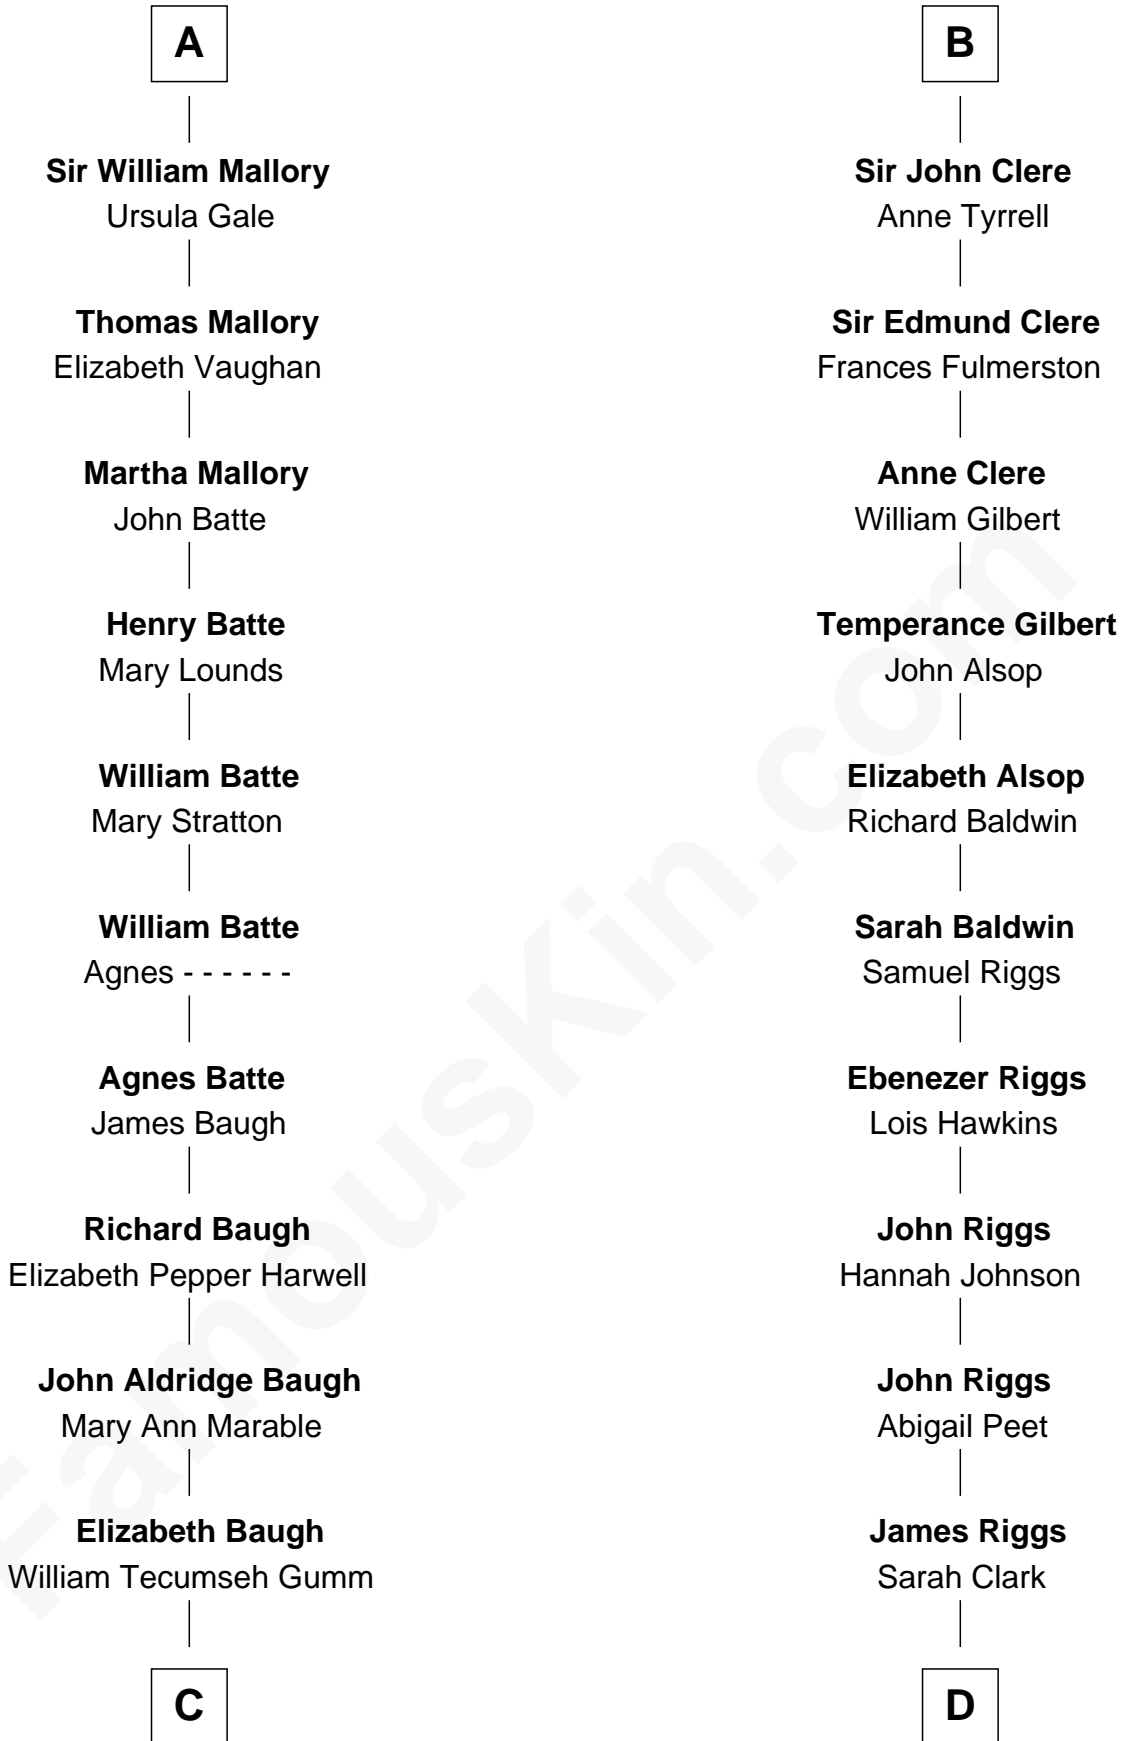 A
Sir William Mallory
Ursula Gale
Thomas Mallory
Elizabeth Vaughan
Martha Mallory
John Batte
Henry Batte
Mary Lounds
William Batte
Mary Stratton
William Batte
Agnes - - - - - -
Agnes Batte
James Baugh
Richard Baugh
Elizabeth Pepper Harwell
John Aldridge Baugh
Mary Ann Marable
Elizabeth Baugh
William Tecumseh Gumm
C
B
Sir John Clere
Anne Tyrrell
Sir Edmund Clere
Frances Fulmerston
Anne Clere
William Gilbert
Temperance Gilbert
John Alsop
Elizabeth Alsop
Richard Baldwin
Sarah Baldwin
Samuel Riggs
Ebenezer Riggs
Lois Hawkins
John Riggs
Hannah Johnson
John Riggs
Abigail Peet
James Riggs
Sarah Clark
D
FamousKin.com